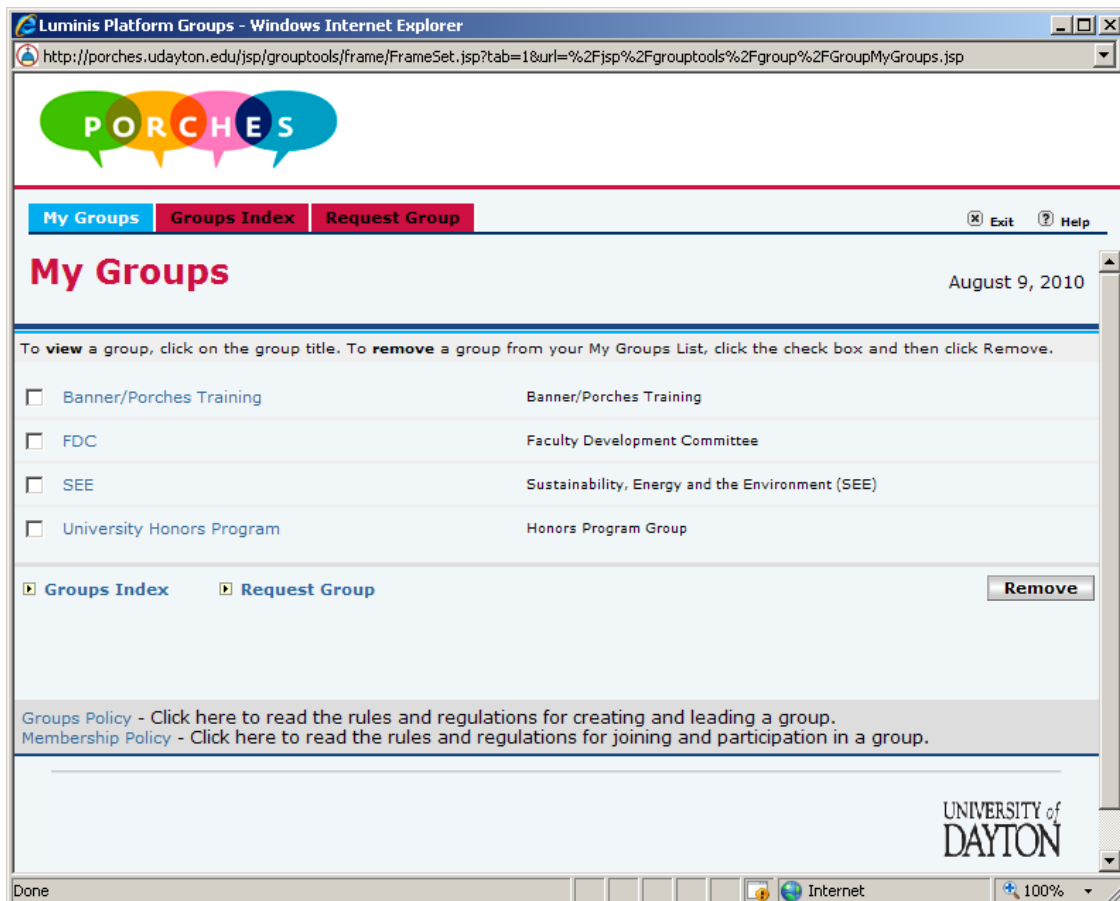 Luminis Platform Groups - Windows Internet Explorer
http://porches.udayton.edu/jsp/grouptools/frame/FrameSet.jsp?tab=1&url=%2Fjsp%2Fgrouptools%2Fgroup%2FGroupMyGroups.jsp
PORCHES
My Groups Groups Index Request Group Exit Help
My Groups August 9, 2010
To view a group, click on the group title. To remove a group from your My Groups List, click the check box and then click Remove.
Banner/Porches Training Banner/Porches Training
FDC Faculty Development Committee
SEE Sustainability, Energy and the Environment (SEE)
University Honors Program Honors Program Group
Groups Index Request Group Remove
Groups Policy - Click here to read the rules and regulations for creating and leading a group.
Membership Policy - Click here to read the rules and regulations for joining and participation in a group.
UNIVERSITY of
DAYTON
Done Internet 100%